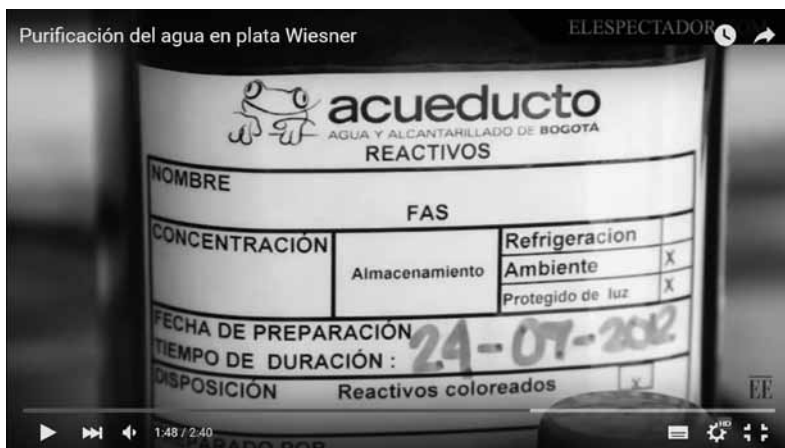 Purificación del agua en plata Wiesner
ELESPECTADOR
acueducto
AGUA Y ALCANTARILLADO DE BOGOTA
REACTIVOS
NOMBRE
FAS
CONCENTRACIÓN
Almacenamiento
Refrigeracion
Ambiente X
Protegido de luz X
FECHA DE PREPARACIÓN 24-07-2012
TIEMPO DE DURACIÓN :
DISPOSICIÓN Reactivos coloreados x
EE
1:48 / 2:40
HD